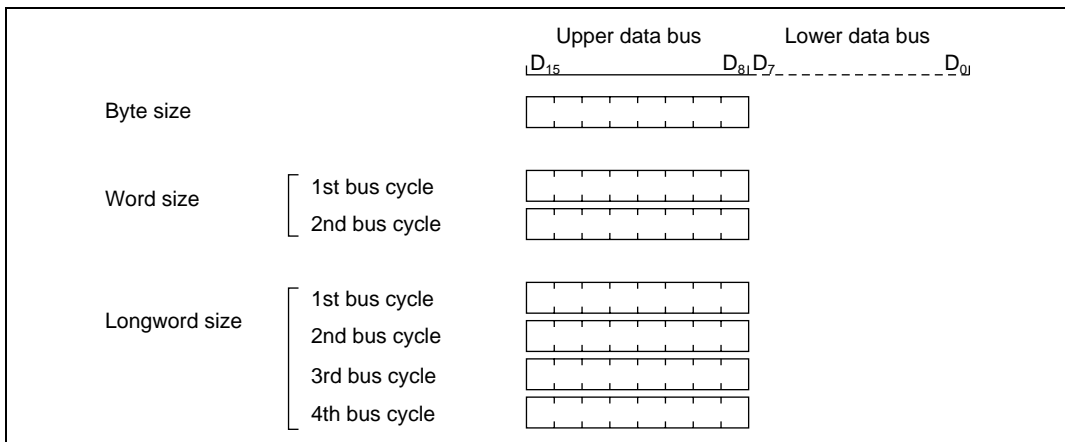 Upper data bus Lower data bus
D15 D8 D7 D0
Byte size
Word size
1st bus cycle
2nd bus cycle
Longword size
1st bus cycle
2nd bus cycle
3rd bus cycle
4th bus cycle